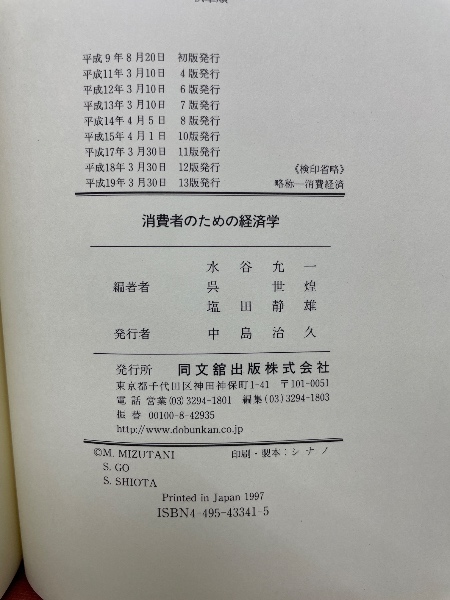 平成9年8月20日 初版発行
平成11年3月10日 4版発行
平成12年3月10日 6版発行
平成13年3月10日 7版発行
平成14年4月5日 8版発行
平成15年4月1日 10版発行
平成17年3月30日 11版発行
平成18年3月30日 12版発行 《検印省略》
平成19年3月30日 13版発行 略称―消費経済
消費者のための経済学
水谷允一
編著者 呉世煌
塩田静雄
発行者 中島治久
発行所 同文舘出版株式会社
東京都千代田区神田神保町1-41 〒101-0051
電話 営業(03)3294-1801 編集(03)3294-1803
振替 00100-8-42935
http://www.dobunkan.co.jp
©M. MIZUTANI 印刷・製本:シナノ
S. GO
S. SHIOTA
Printed in Japan 1997
ISBN4-495-43341-5